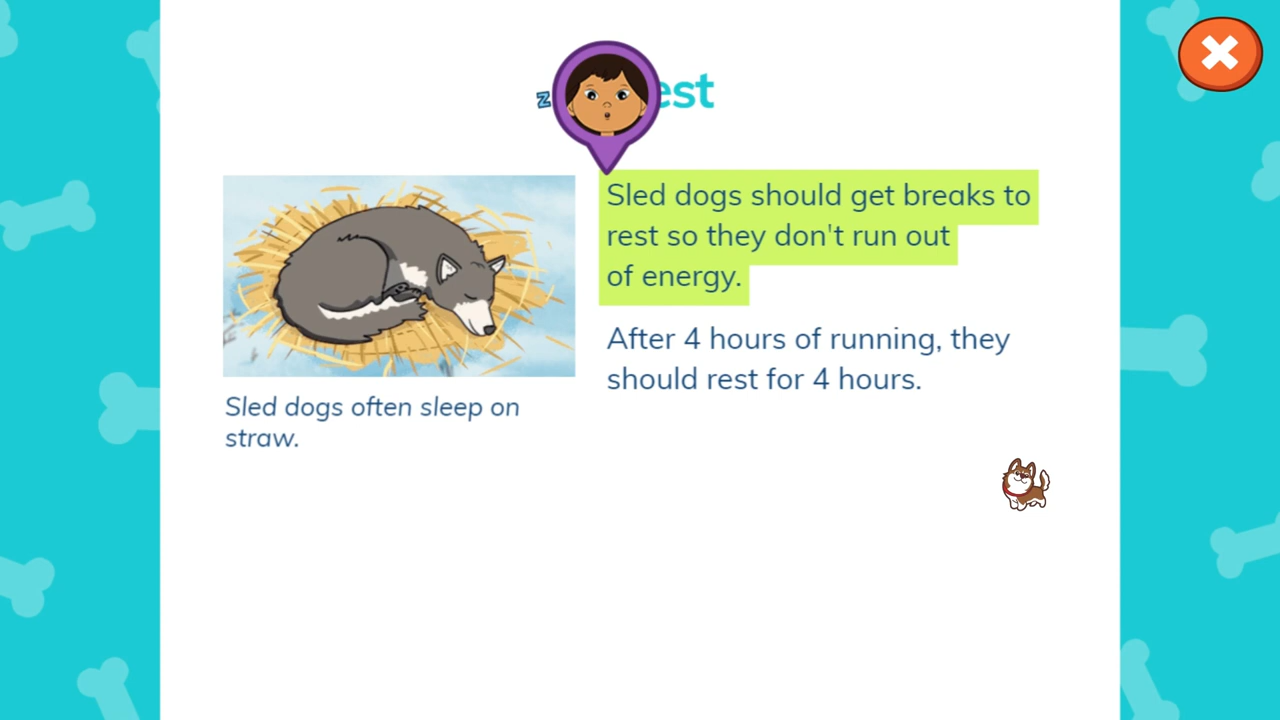 z
est
Sled dogs should get breaks to
rest so they don't run out
of energy.
After 4 hours of running, they
should rest for 4 hours.
Sled dogs often sleep on
straw.